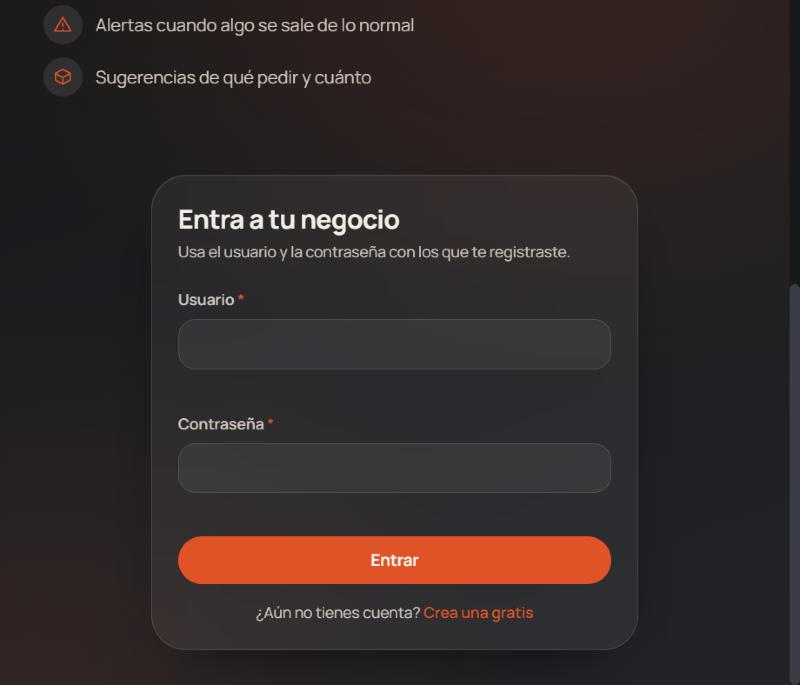 Alertas cuando algo se sale de lo normal
Sugerencias de qué pedir y cuánto
Entra a tu negocio
Usa el usuario y la contraseña con los que te registraste.
Usuario *
Contraseña *
Entrar
¿Aún no tienes cuenta? Crea una gratis